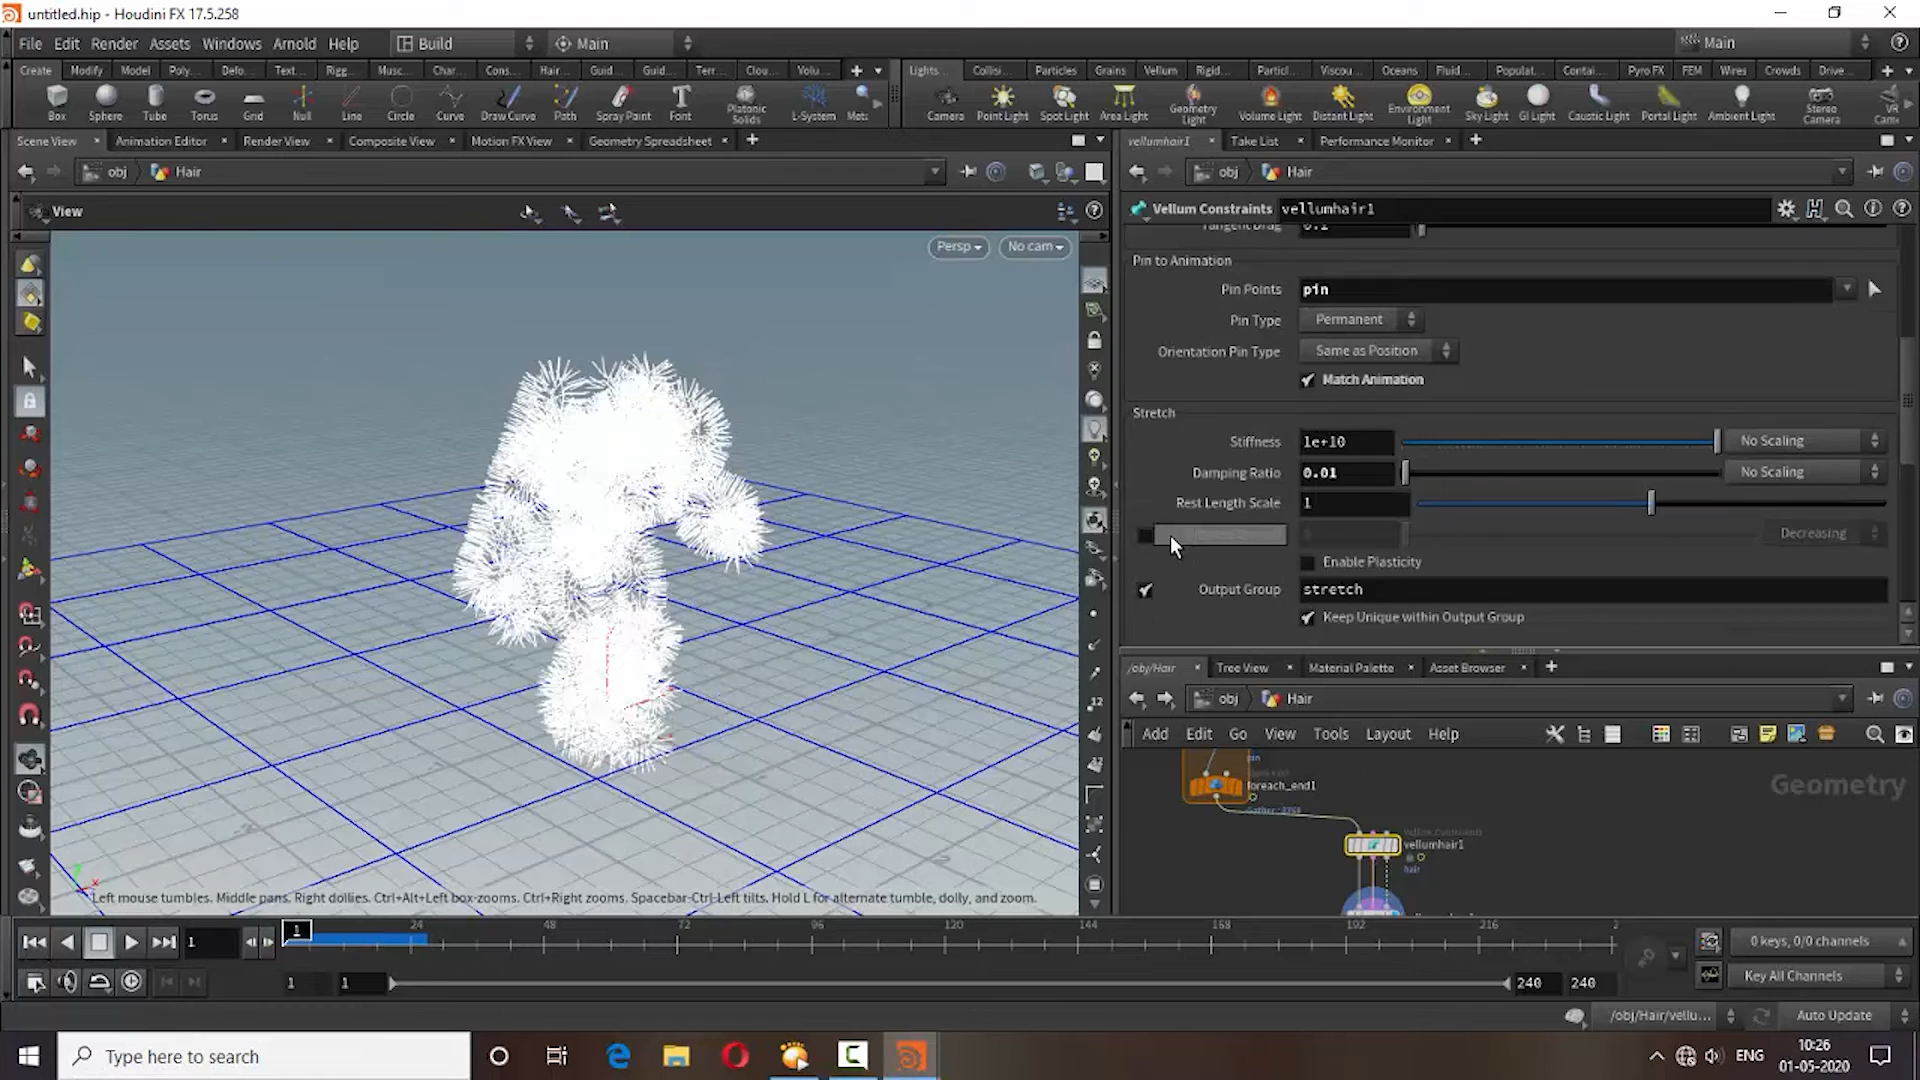 untitled.hip - Houdini FX 17.5.258
File Edit Render Assets Windows Arnold Help Build Main Main
Create Modify Model Poly... Defo... Text... Rigg... Musc... Char... Cons... Hair... Guid... Guid... Terr... Clou... Volu...
Lights... Collisi... Particles Grains Vellum Rigid... Particl... Viscou... Oceans Fluid... Populat... Contai... Pyro FX FEM Wires Crowds Drive...
Box Sphere Tube Torus Grid Null Line Circle Curve Draw Curve Path Spray Paint Font Platonic Solids L-System Meta
Camera Point Light Spot Light Area Light Geometry Light Volume Light Distant Light Environment Light Sky Light GI Light Caustic Light Portal Light Ambient Light Stereo Camera VR Cam
Scene View Animation Editor Render View Composite View Motion FX View Geometry Spreadsheet
vellumhair1 Take List Performance Monitor
obj Hair
obj Hair
View
Vellum Constraints vellumhair1
Persp No cam
Tangent Drag 0.1
Pin to Animation
Pin Points pin
Pin Type Permanent
Orientation Pin Type Same as Position
Match Animation
Stretch
Stiffness 1e+10 No Scaling
Damping Ratio 0.01 No Scaling
Rest Length Scale 1
Decreasing
Enable Plasticity
Output Group stretch
Keep Unique within Output Group
/obj/Hair Tree View Material Palette Asset Browser
obj Hair
Add Edit Go View Tools Layout Help
Geometry
pin
foreach_end1
Vellum Constraints
vellumhair1
hair
Left mouse tumbles. Middle pans. Right dollies. Ctrl+Alt+Left box-zooms. Ctrl+Right zooms. Spacebar-Ctrl-Left tilts. Hold L for alternate tumble, dolly, and zoom.
1 1 24 48 72 96 120 144 168 192 216 2
0 keys, 0/0 channels
1 1 240 240
Key All Channels
/obj/Hair/vellu... Auto Update
Type here to search
ENG
10:26
01-05-2020